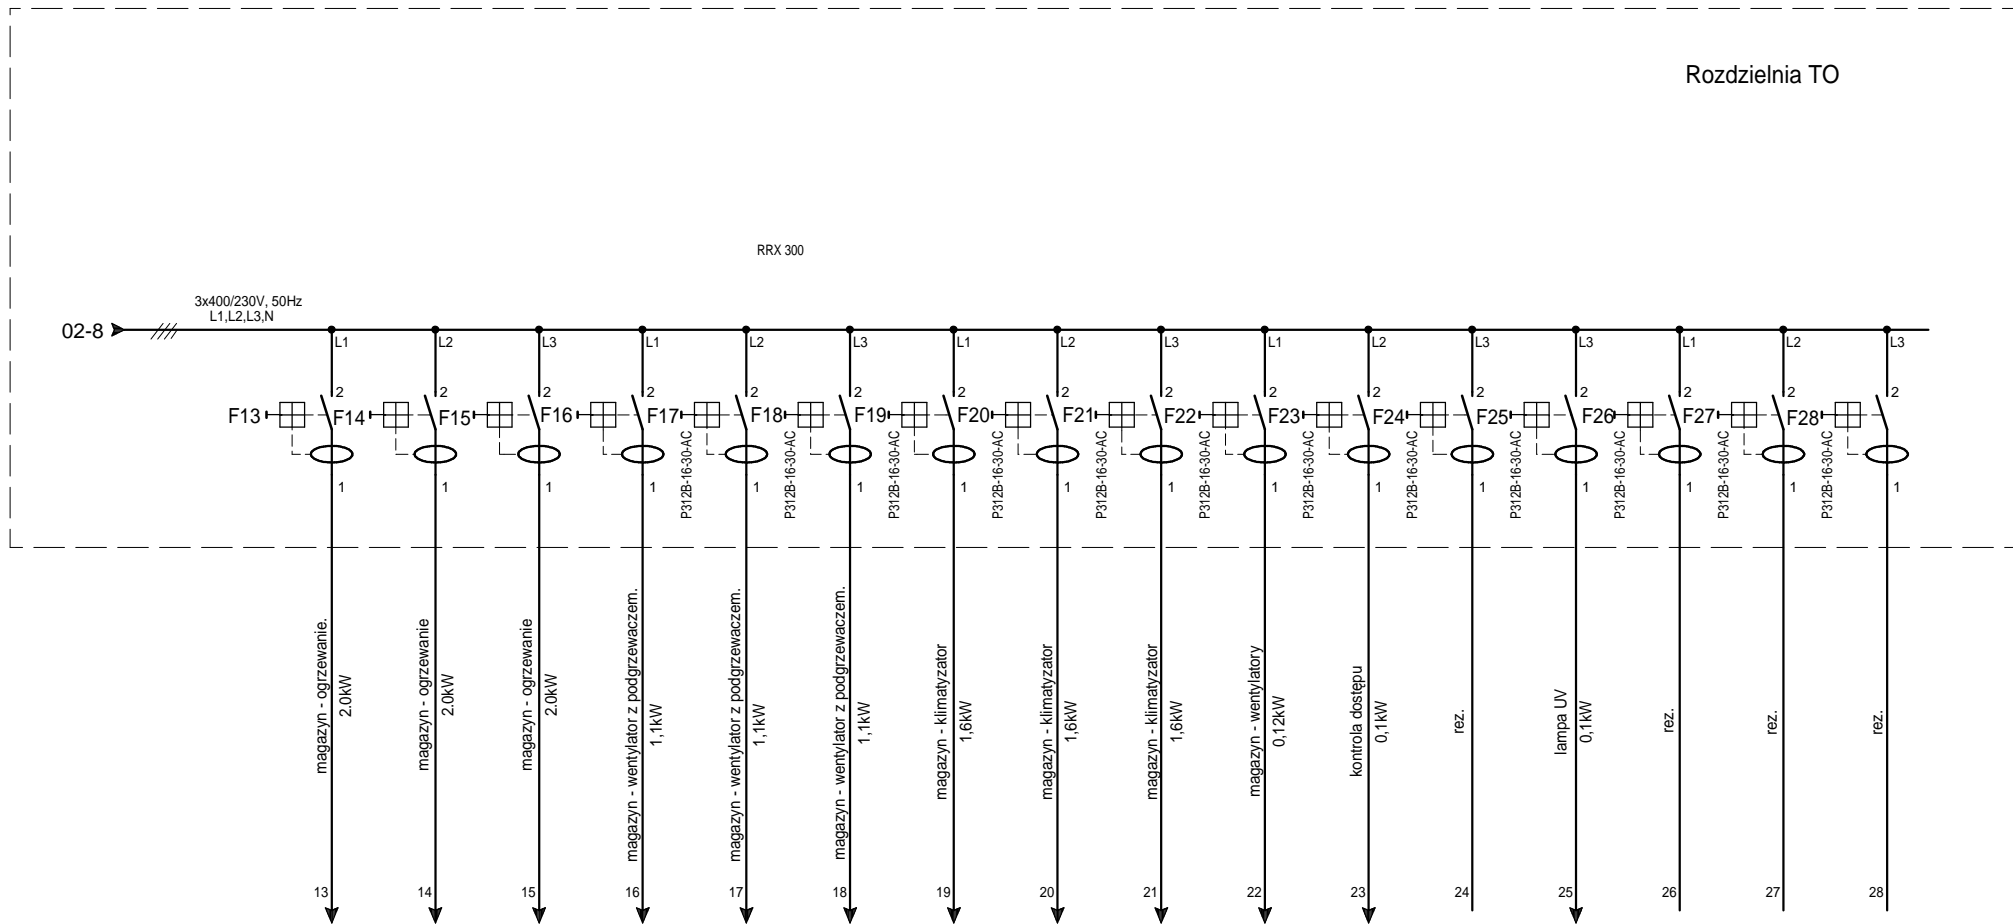 Rozdzielnia TO
RRX 300
3x400/230V, 50Hz
L1,L2,L3,N
02-8
L1 L2 L3 L1 L2 L3 L1 L2 L3 L1 L2 L3 L3 L1 L2 L3
2 2 2 2 2 2 2 2 2 2 2 2 2 2 2 2
F13 F14 F15 F16 F17 F18 F19 F20 F21 F22 F23 F24 F25 F26 F27 F28
P312B-16-30-AC
P312B-16-30-AC
P312B-16-30-AC
P312B-16-30-AC
P312B-16-30-AC
P312B-16-30-AC
P312B-16-30-AC
P312B-16-30-AC
P312B-16-30-AC
P312B-16-30-AC
P312B-16-30-AC
P312B-16-30-AC
1 1 1 1 1 1 1 1 1 1 1 1 1 1 1 1
magazyn - ogrzewanie.
2.0kW
magazyn - ogrzewanie
2.0kW
magazyn - ogrzewanie
2.0kW
magazyn - wentylator z podgrzewaczem.
1,1kW
magazyn - wentylator z podgrzewaczem.
1,1kW
magazyn - wentylator z podgrzewaczem.
1,1kW
magazyn - klimatyzator
1,6kW
magazyn - klimatyzator
1,6kW
magazyn - klimatyzator
1,6kW
magazyn - wentylatory
0,12kW
kontrola dostępu
0,1kW
rez.
lampa UV
0,1kW
rez.
rez.
rez.
13 14 15 16 17 18 19 20 21 22 23 24 25 26 27 28